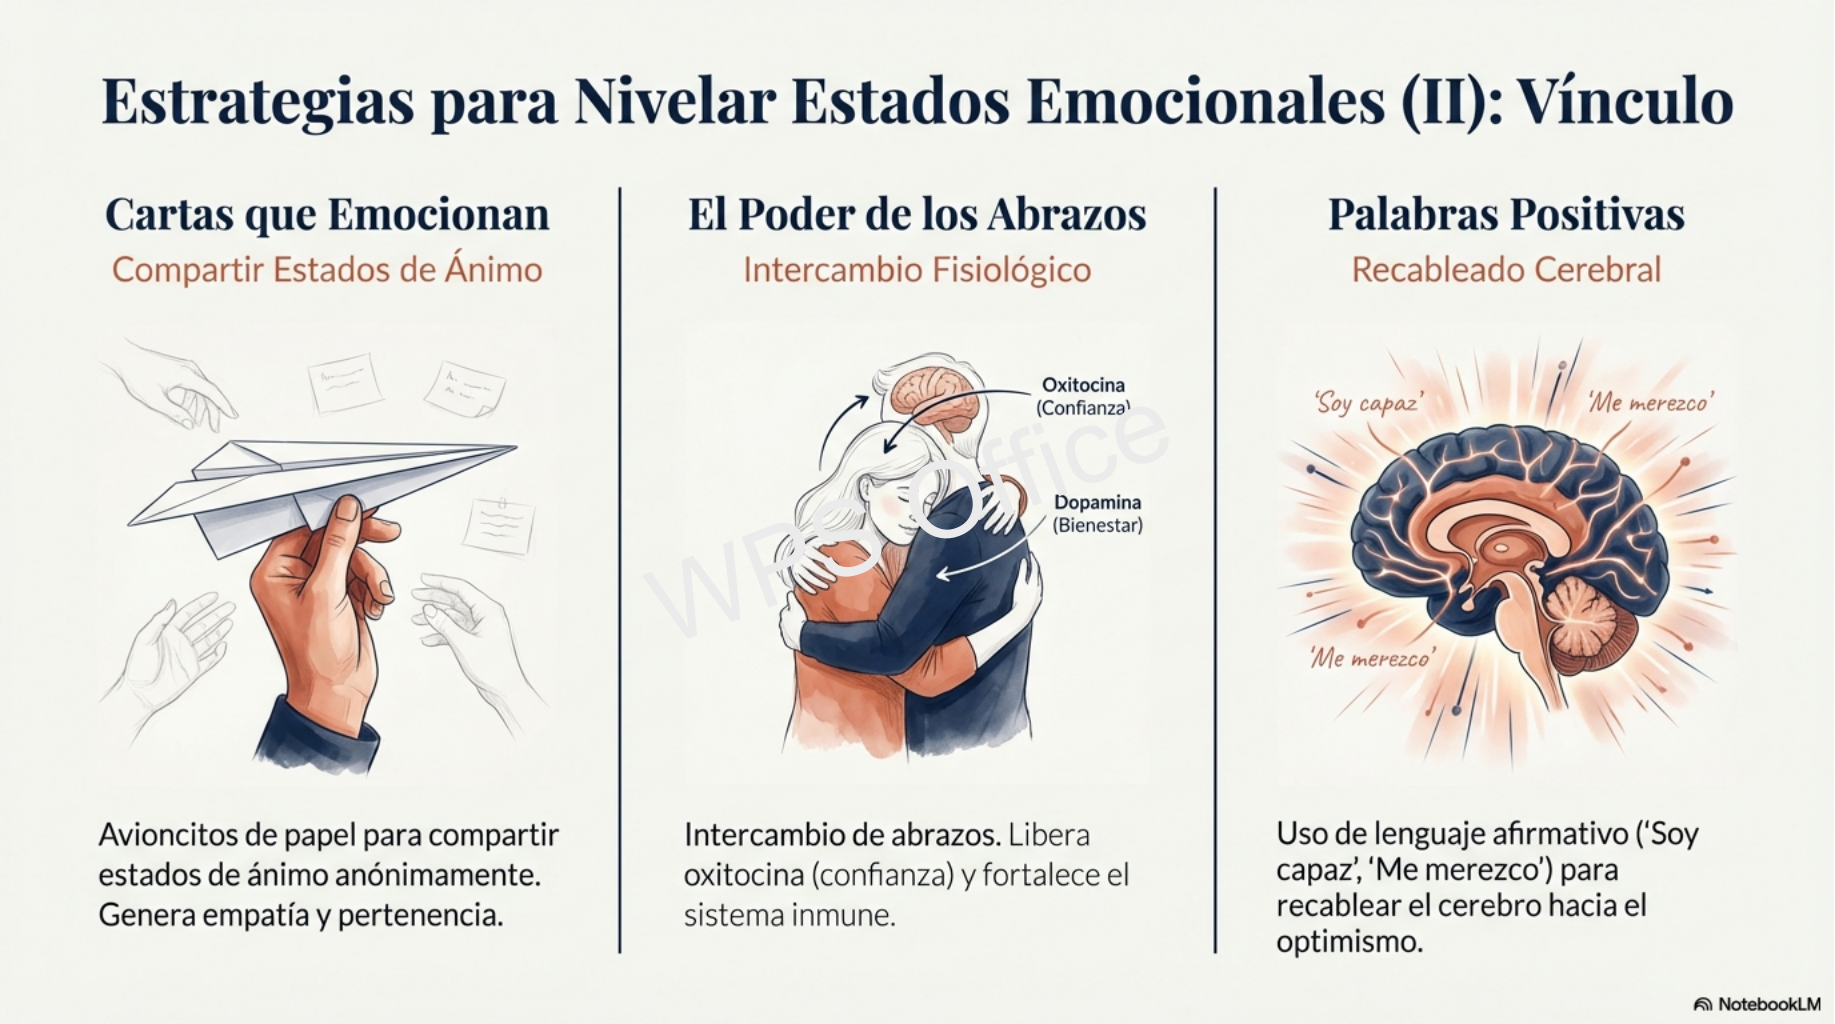 Estrategias para Nivelar Estados Emocionales (II): Vínculo
Cartas que Emocionan
Compartir Estados de Ánimo
Avioncitos de papel para compartir
estados de ánimo anónimamente.
Genera empatía y pertenencia.
El Poder de los Abrazos
Intercambio Fisiológico
Oxitocina
(Confianza)
Dopamina
(Bienestar)
Intercambio de abrazos. Libera
oxitocina (confianza) y fortalece el
sistema inmune.
Palabras Positivas
Recableado Cerebral
‘Soy capaz’
‘Me merezco’
‘Me merezco’
Uso de lenguaje afirmativo (‘Soy
capaz’, ‘Me merezco’) para
recablear el cerebro hacia el
optimismo.
WPS Office
NotebookLM